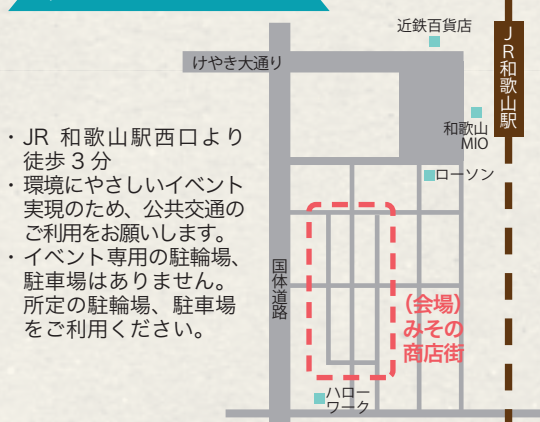 近鉄百貨店
けやき大通り
JR和歌山駅
和歌山
MIO
ローソン
・JR 和歌山駅西口より
徒歩 3 分
・環境にやさしいイベント
実現のため、公共交通の
ご利用をお願いします。
・イベント専用の駐輪場、
駐車場はありません。
所定の駐輪場、駐車場
をご利用ください。
国体道路
(会場)
みその
商店街
ハロー
ワーク